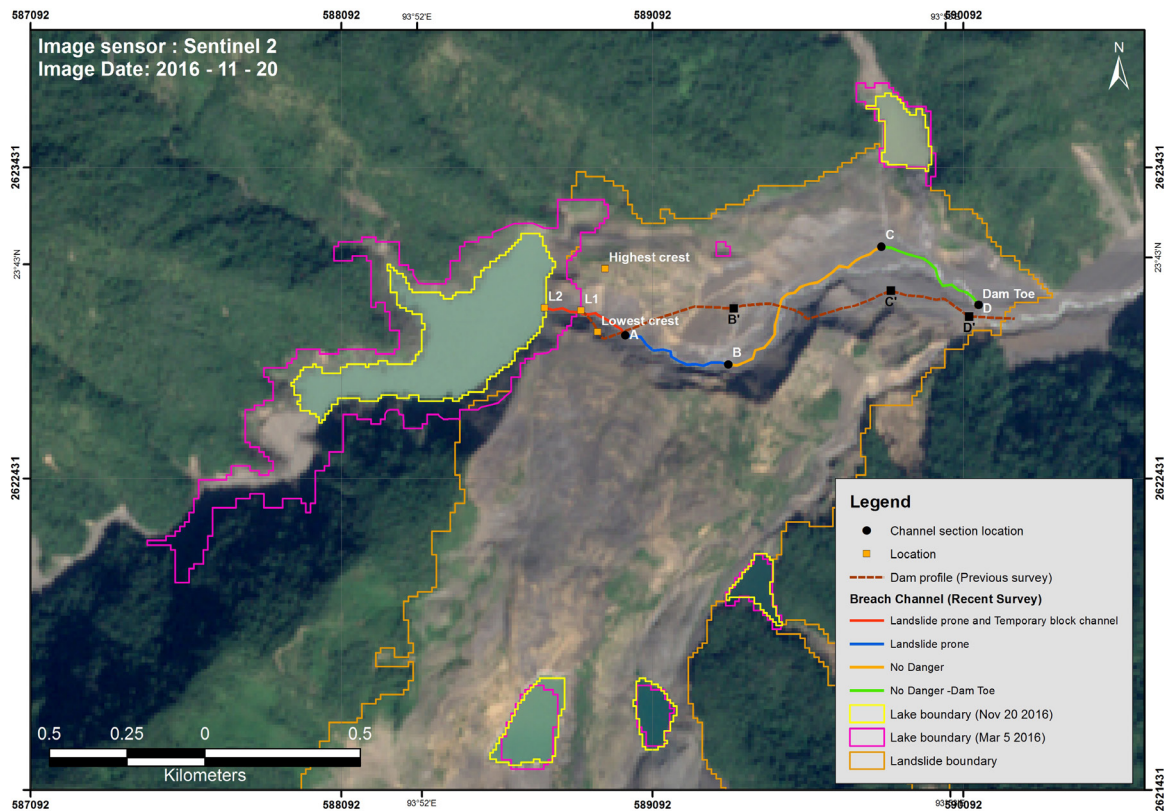 587092 588092 93°52'E 589092
Image sensor : Sentinel 2
Image Date: 2016 - 11 - 20
N
2623431 2623431
23°43'N 23°43'N
Highest crest
C
L2 L1
Lowest crest
A
B'
C'
Dam Toe
D
D'
B
2622431 2622431
Legend
Channel section location
Location
Dam profile (Previous survey)
Breach Channel (Recent Survey)
Landslide prone and Temporary block channel
Landslide prone
No Danger
No Danger -Dam Toe
Lake boundary (Nov 20 2016)
Lake boundary (Mar 5 2016)
Landslide boundary
0.5 0.25 0 0.5
Kilometers
2621431
587092 588092 93°52'E 589092